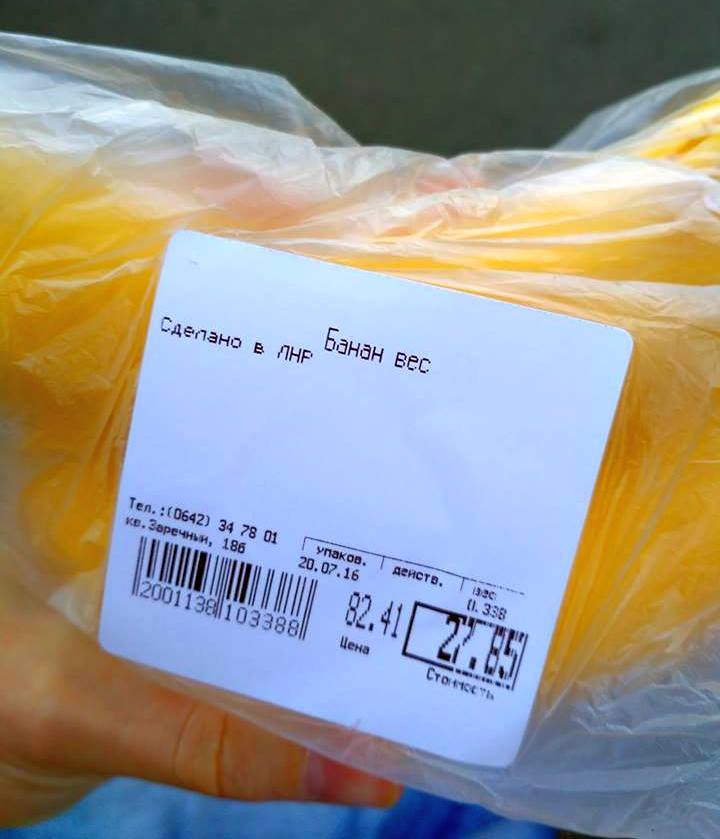 Банан вес
Сделано в ЛНР
Тел.:(0642) 34 78 01
кв.Заречный, 18б
упаков. действ. вес
20.07.16 0.338
2001138103388
82.41 27.85
Цена Стоимость